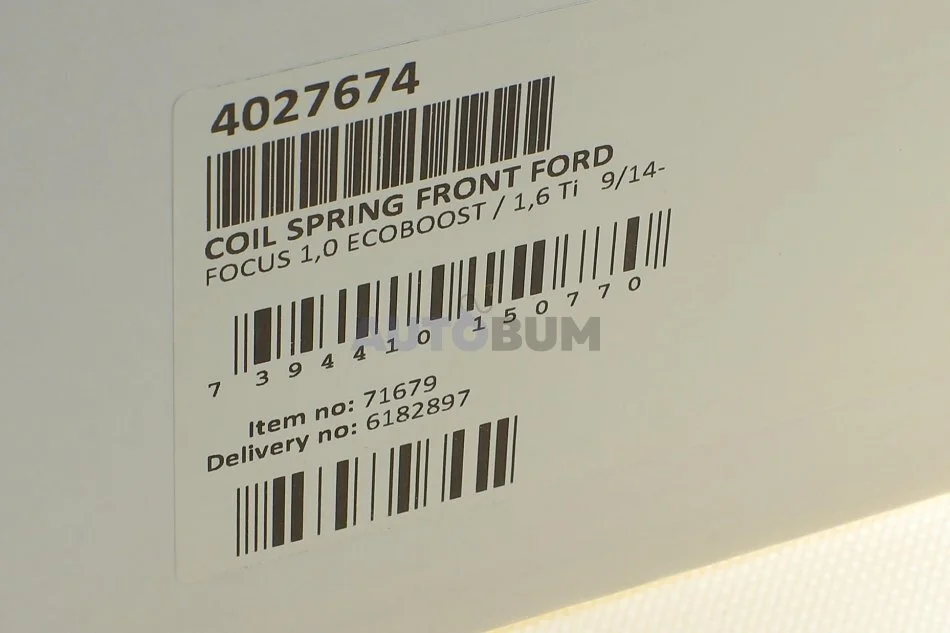 4027674
COIL SPRING FRONT FORD
FOCUS 1,0 ECOBOOST / 1,6 Ti 9/14-
7 394410 150770
AUTOBUM
Item no: 71679
Delivery no: 6182897